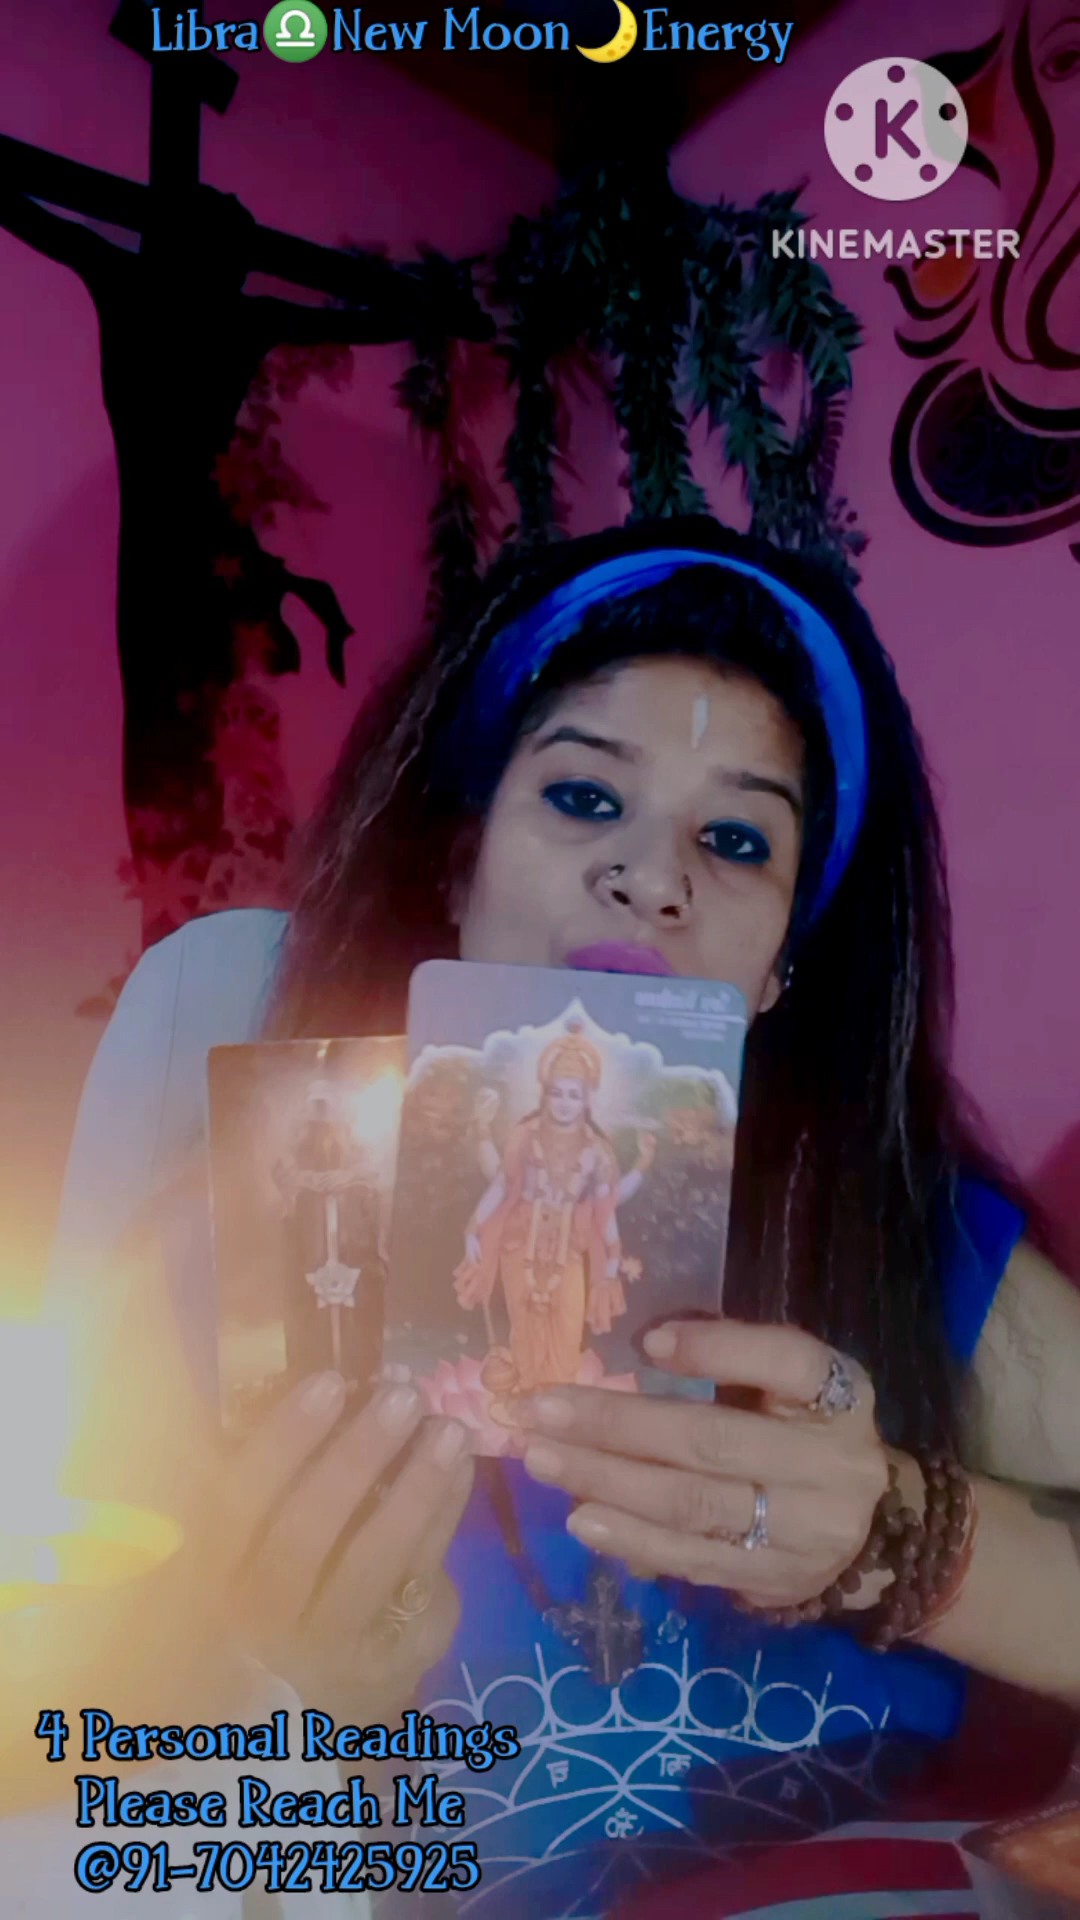 Libra♎New Moon🌙Energy
K
KINEMASTER
4 Personal Readings
Please Reach Me
@91-7042425925